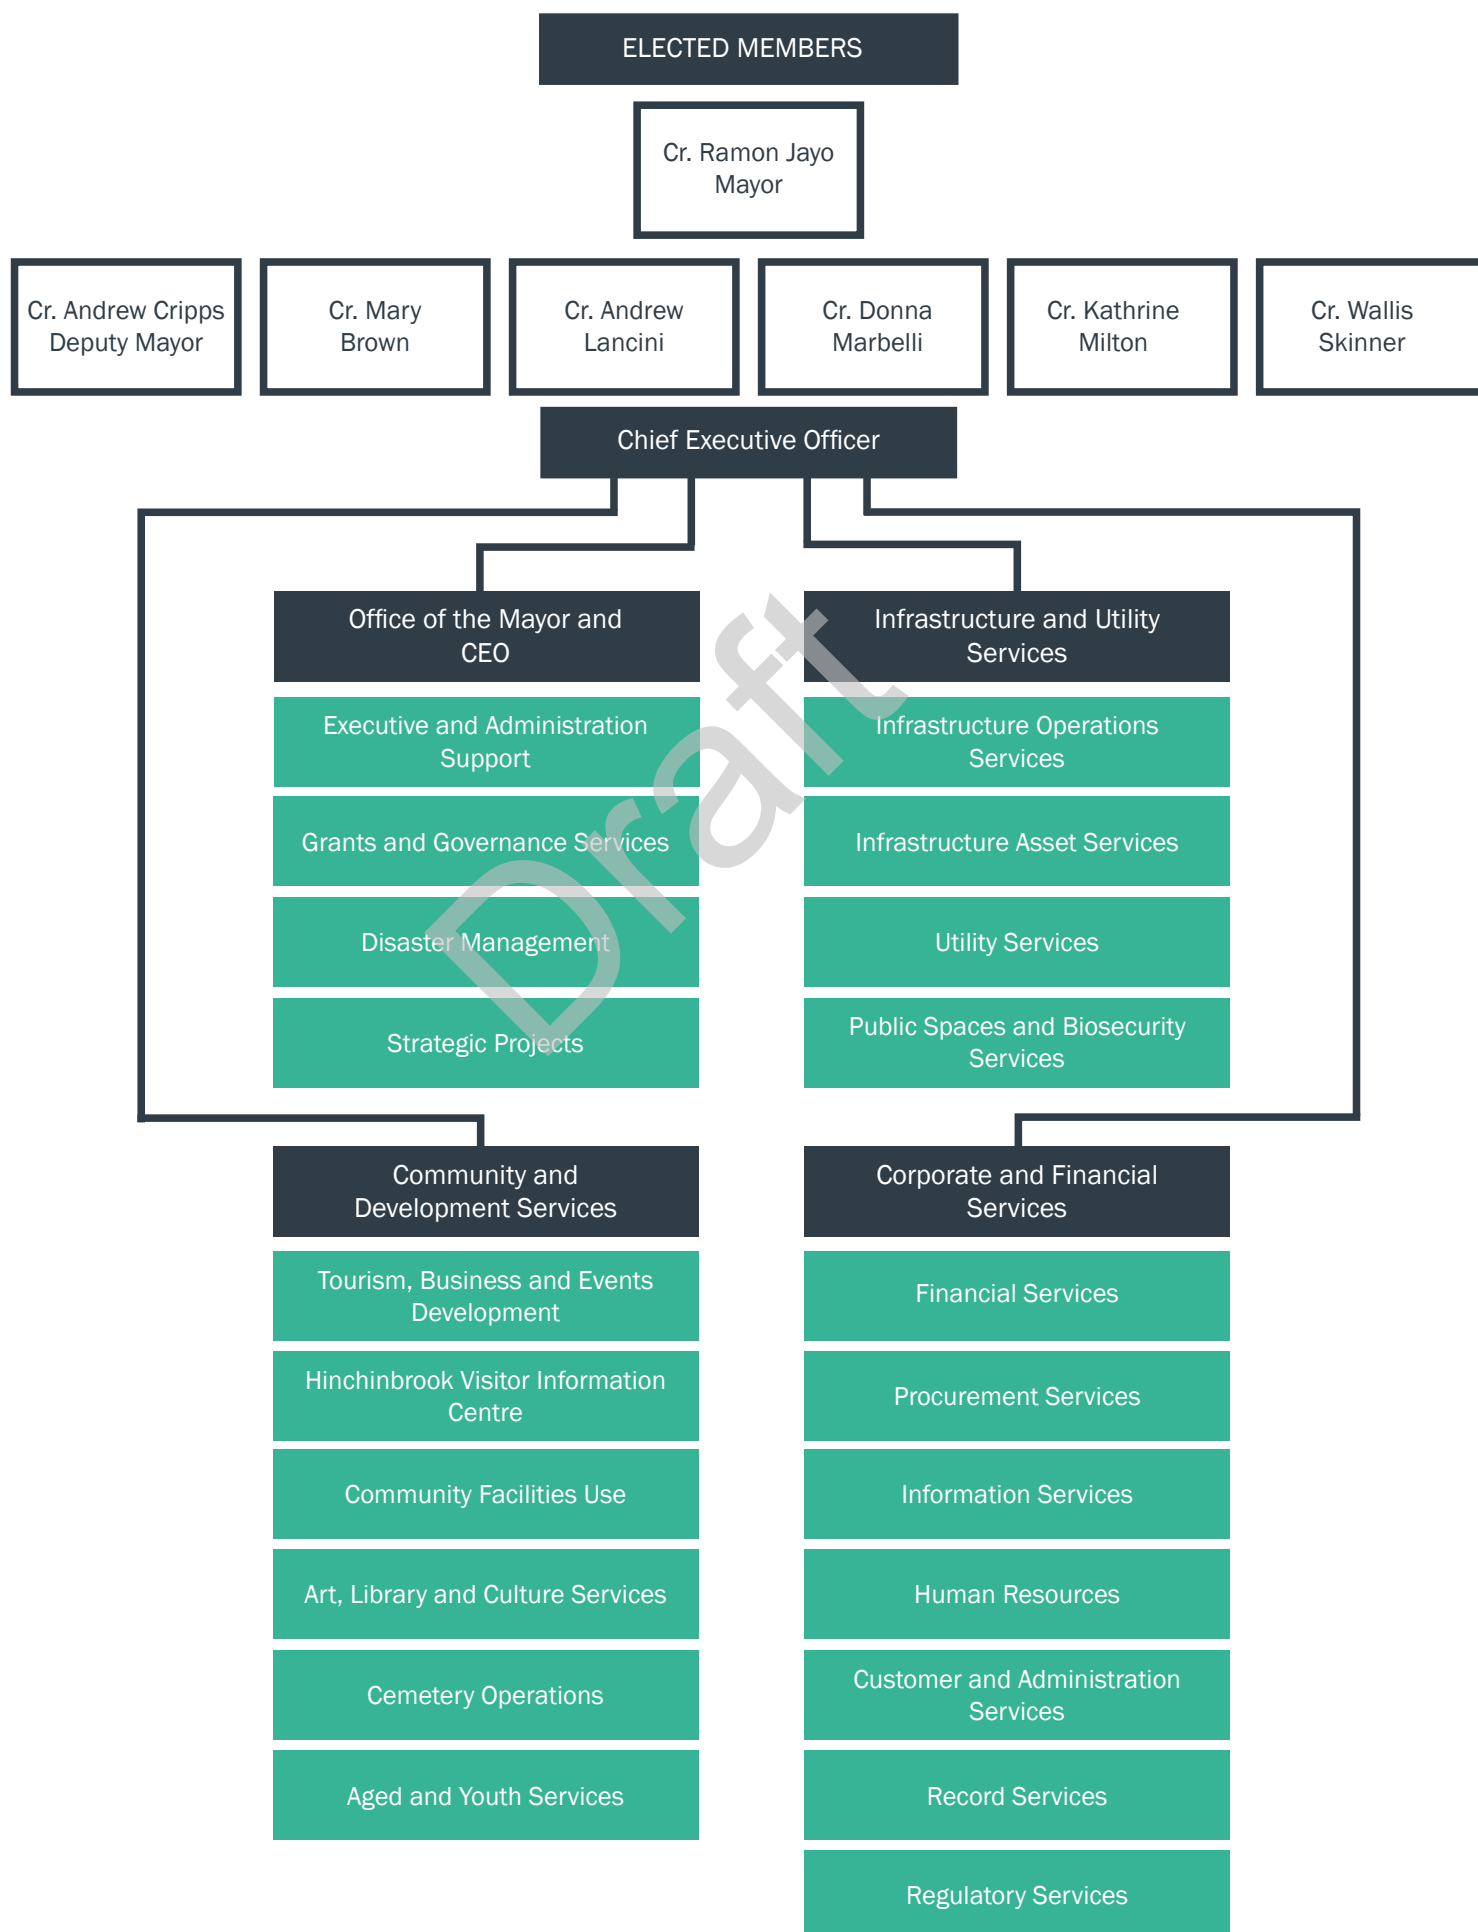 ELECTED MEMBERS
Cr. Ramon Jayo
Mayor
Cr. Andrew Cripps
Deputy Mayor
Cr. Mary
Brown
Cr. Andrew
Lancini
Cr. Donna
Marbelli
Cr. Kathrine
Milton
Cr. Wallis
Skinner
Chief Executive Officer
Office of the Mayor and
CEO
Executive and Administration
Support
Grants and Governance Services
Disaster Management
Strategic Projects
Infrastructure and Utility
Services
Infrastructure Operations
Services
Infrastructure Asset Services
Utility Services
Public Spaces and Biosecurity
Services
Draft
Community and
Development Services
Tourism, Business and Events
Development
Hinchinbrook Visitor Information
Centre
Community Facilities Use
Art, Library and Culture Services
Cemetery Operations
Aged and Youth Services
Corporate and Financial
Services
Financial Services
Procurement Services
Information Services
Human Resources
Customer and Administration
Services
Record Services
Regulatory Services